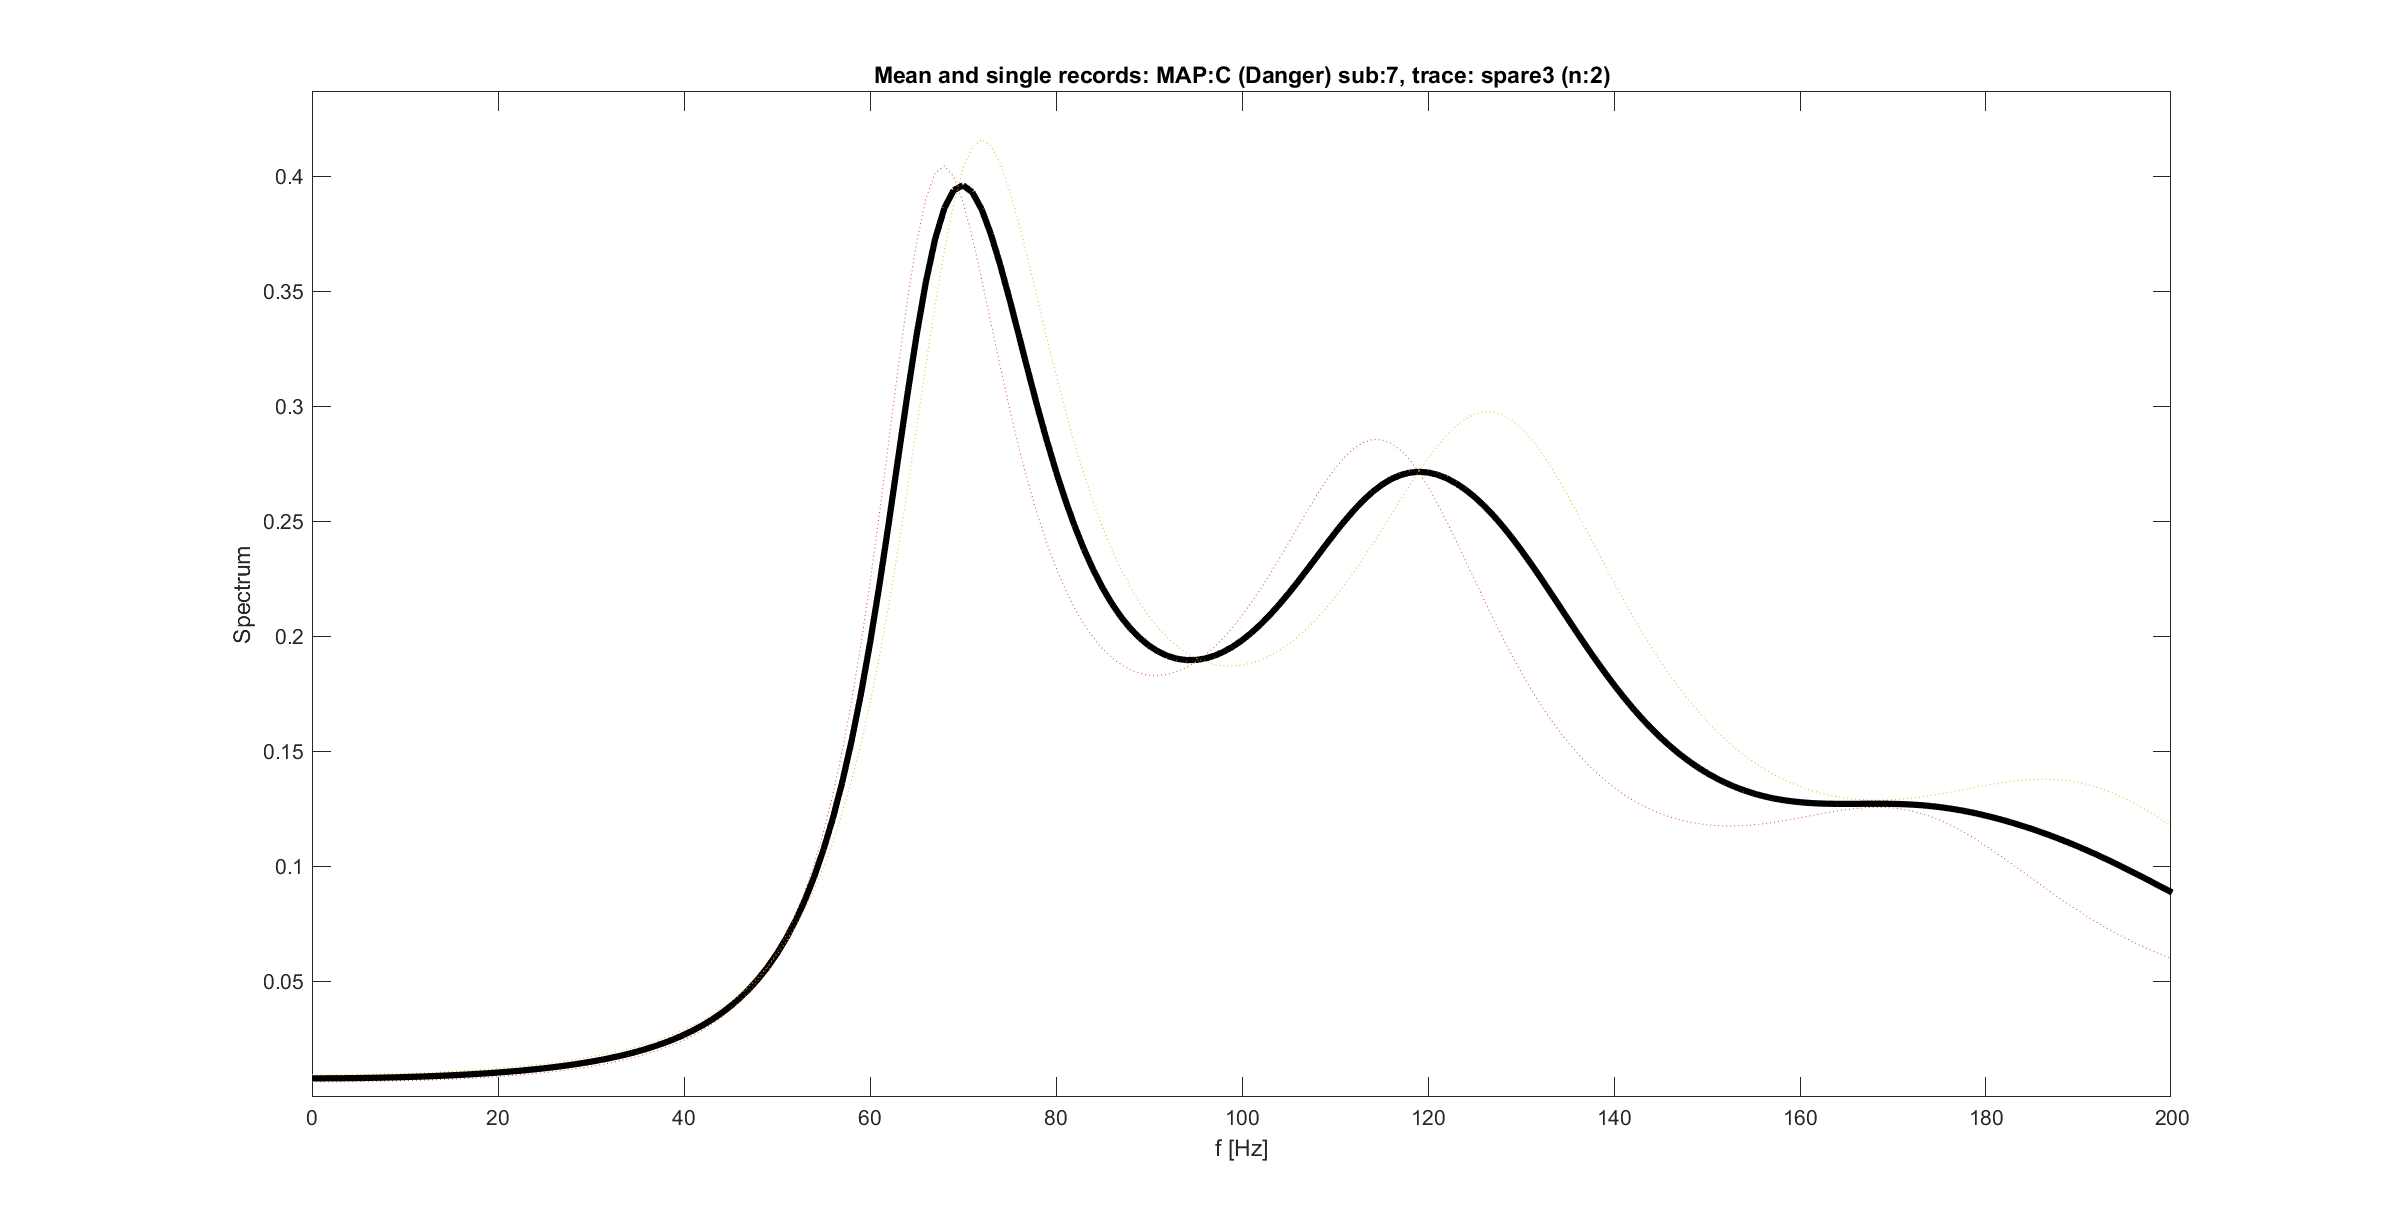 Mean and single records: MAP:C (Danger) sub:7, trace: spare3 (n:2)
0.4
0.35
0.3
0.25
0.2
0.15
0.1
0.05
Spectrum
0 20 40 60 80 100 120 140 160 180 200
f [Hz]